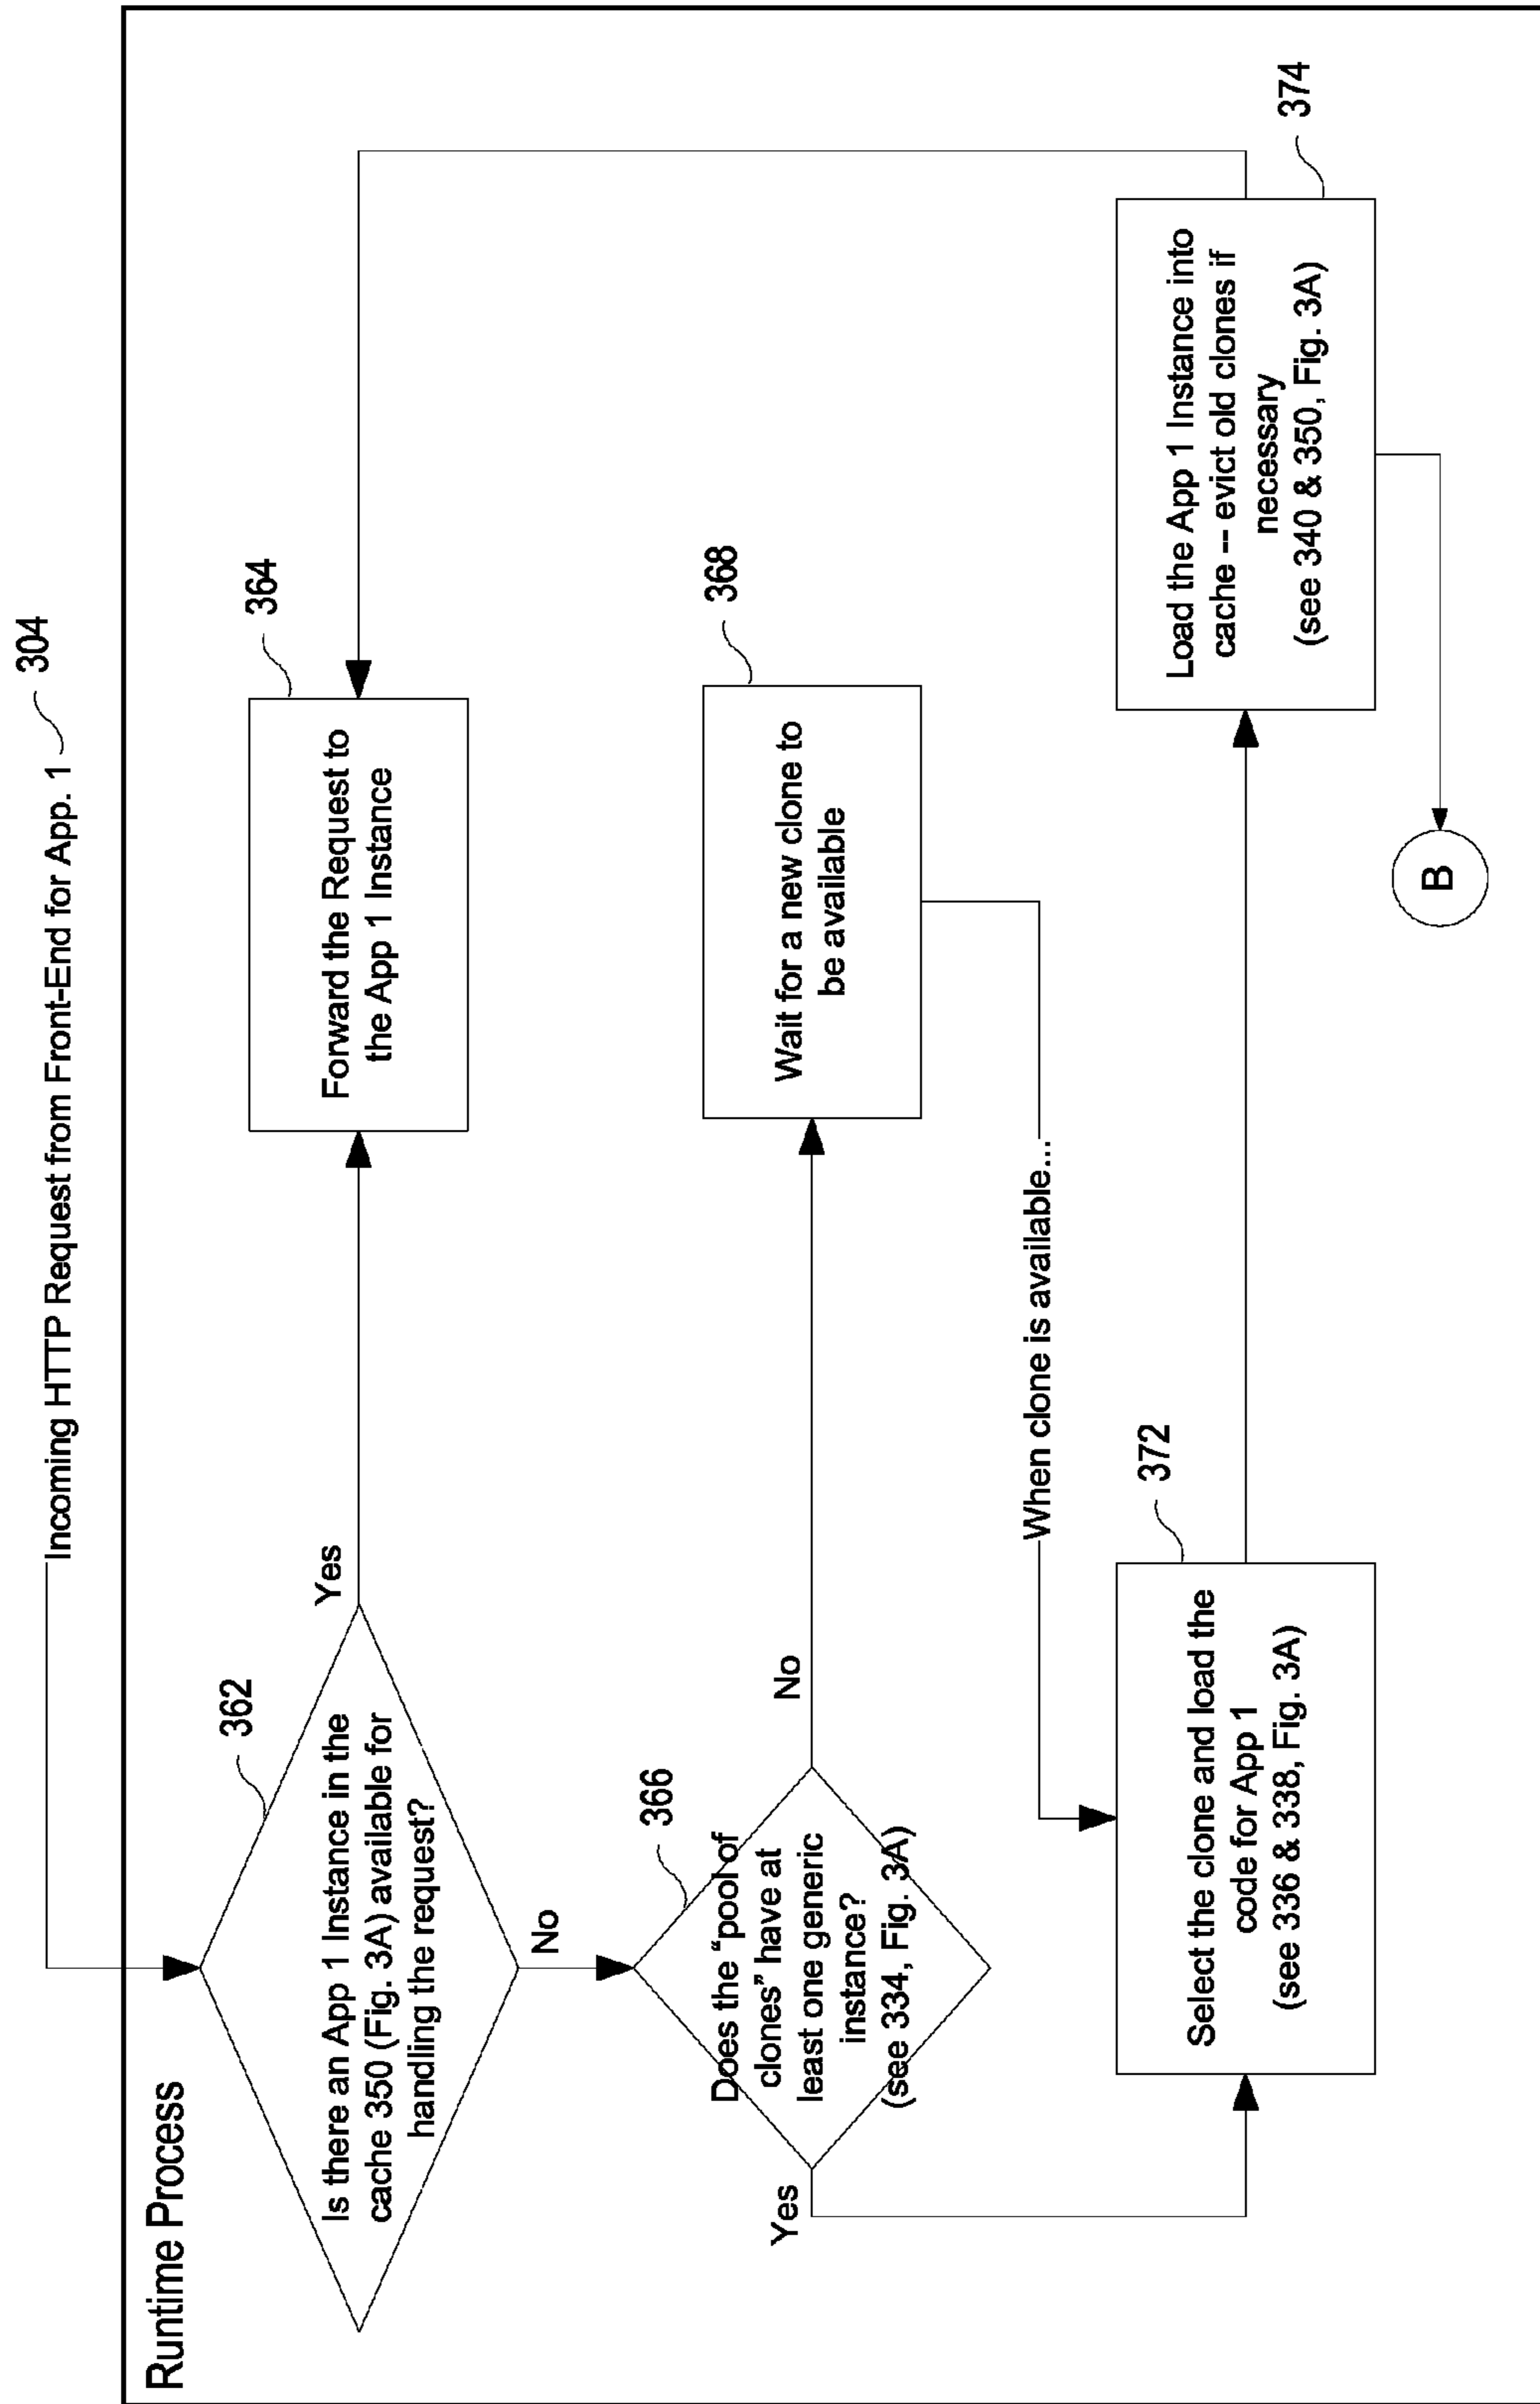 Incoming HTTP Request from Front-End for App. 1
304
Runtime Process
362
Is there an App 1 Instance in the
cache 350 (Fig. 3A) available for
handling the request?
Yes
No
364
Forward the Request to
the App 1 Instance
366
Does the “pool of
clones” have at
least one generic
instance?
(see 334, Fig. 3A)
No
Yes
368
Wait for a new clone to
be available
When clone is available...
372
Select the clone and load the
code for App 1
(see 336 & 338, Fig. 3A)
374
Load the App 1 Instance into
cache -- evict old clones if
necessary
(see 340 & 350, Fig. 3A)
B